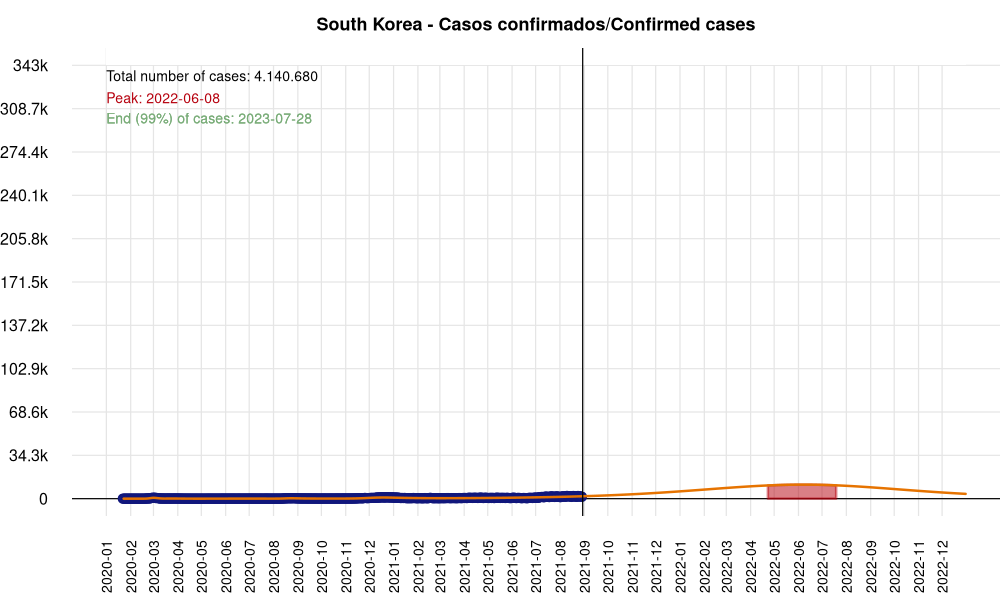 South Korea - Casos confirmados/Confirmed cases
343k
Total number of cases: 4.140.680
Peak: 2022-06-08
308.7k
End (99%) of cases: 2023-07-28
274.4k
240.1k
205.8k
171.5k
137.2k
102.9k
68.6k
34.3k
0
2020-01
2020-02
2020-03
2020-04
2020-05
2020-06
2020-07
2020-08
2020-09
2020-10
2020-11
2020-12
2021-01
2021-02
2021-03
2021-04
2021-05
2021-06
2021-07
2021-08
2021-09
2021-10
2021-11
2021-12
2022-01
2022-02
2022-03
2022-04
2022-05
2022-06
2022-07
2022-08
2022-09
2022-10
2022-11
2022-12